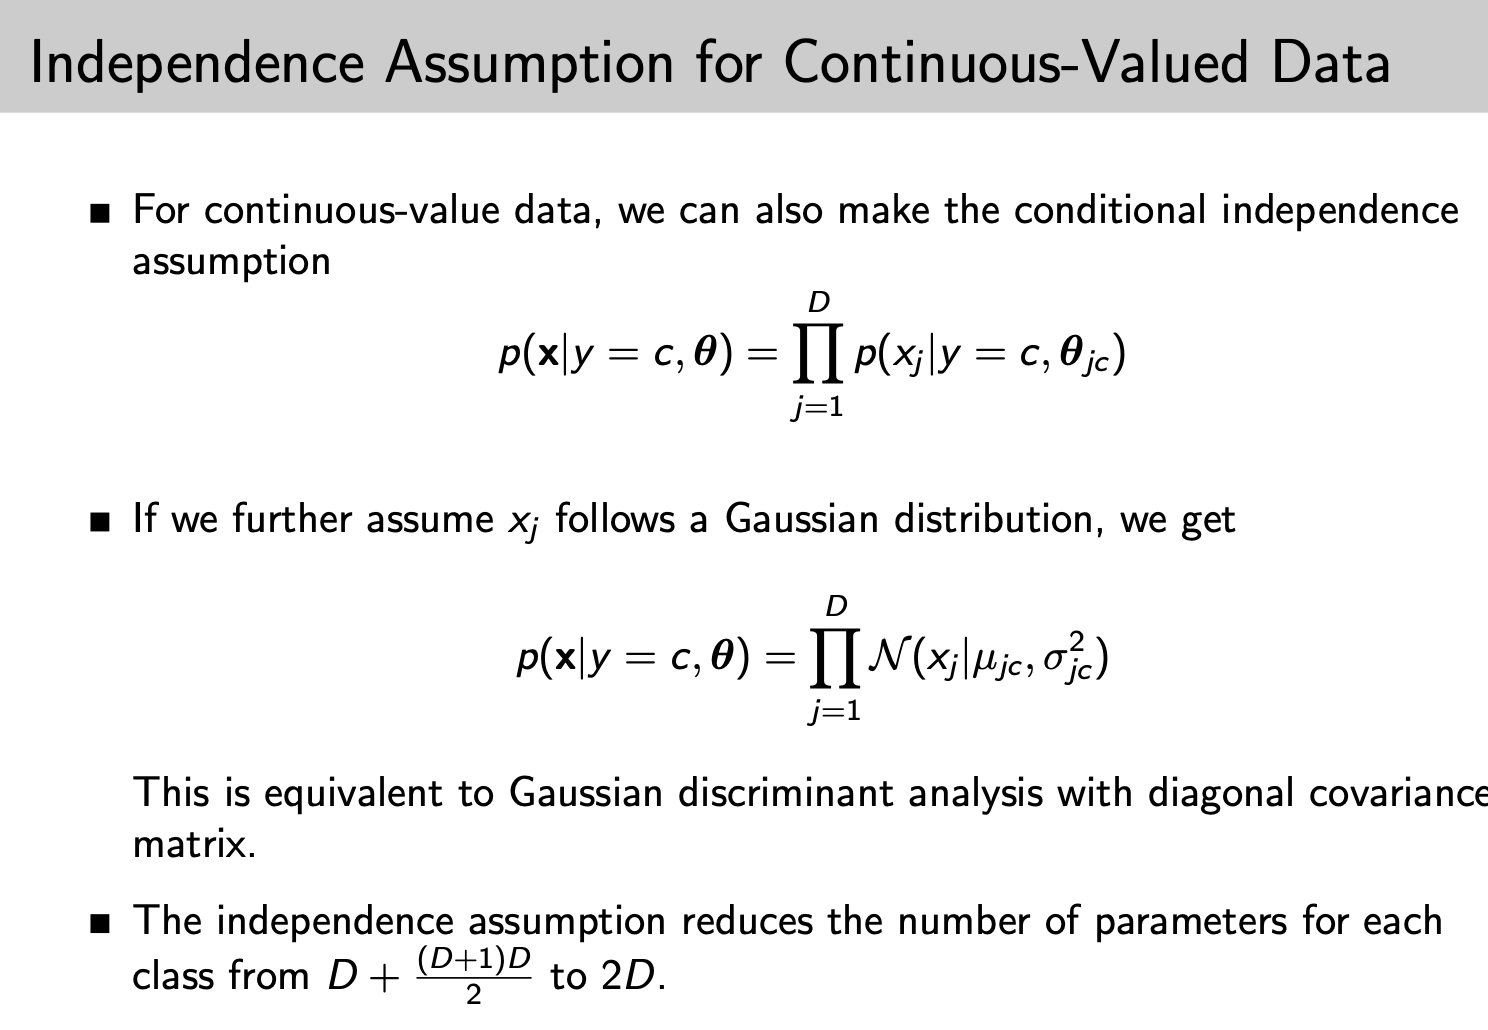 Independence Assumption for Continuous-Valued Data
■ For continuous-value data, we can also make the conditional independence
assumption
$$p(\mathbf{x}|y = c, \boldsymbol{\theta}) = \prod_{j=1}^{D} p(x_j|y = c, \boldsymbol{\theta}_{jc})$$
■ If we further assume $x_j$ follows a Gaussian distribution, we get
$$p(\mathbf{x}|y = c, \boldsymbol{\theta}) = \prod_{j=1}^{D} \mathcal{N}(x_j|\mu_{jc}, \sigma_{jc}^2)$$
This is equivalent to Gaussian discriminant analysis with diagonal covariance
matrix.
■ The independence assumption reduces the number of parameters for each
class from $D + \frac{(D+1)D}{2}$ to $2D$.